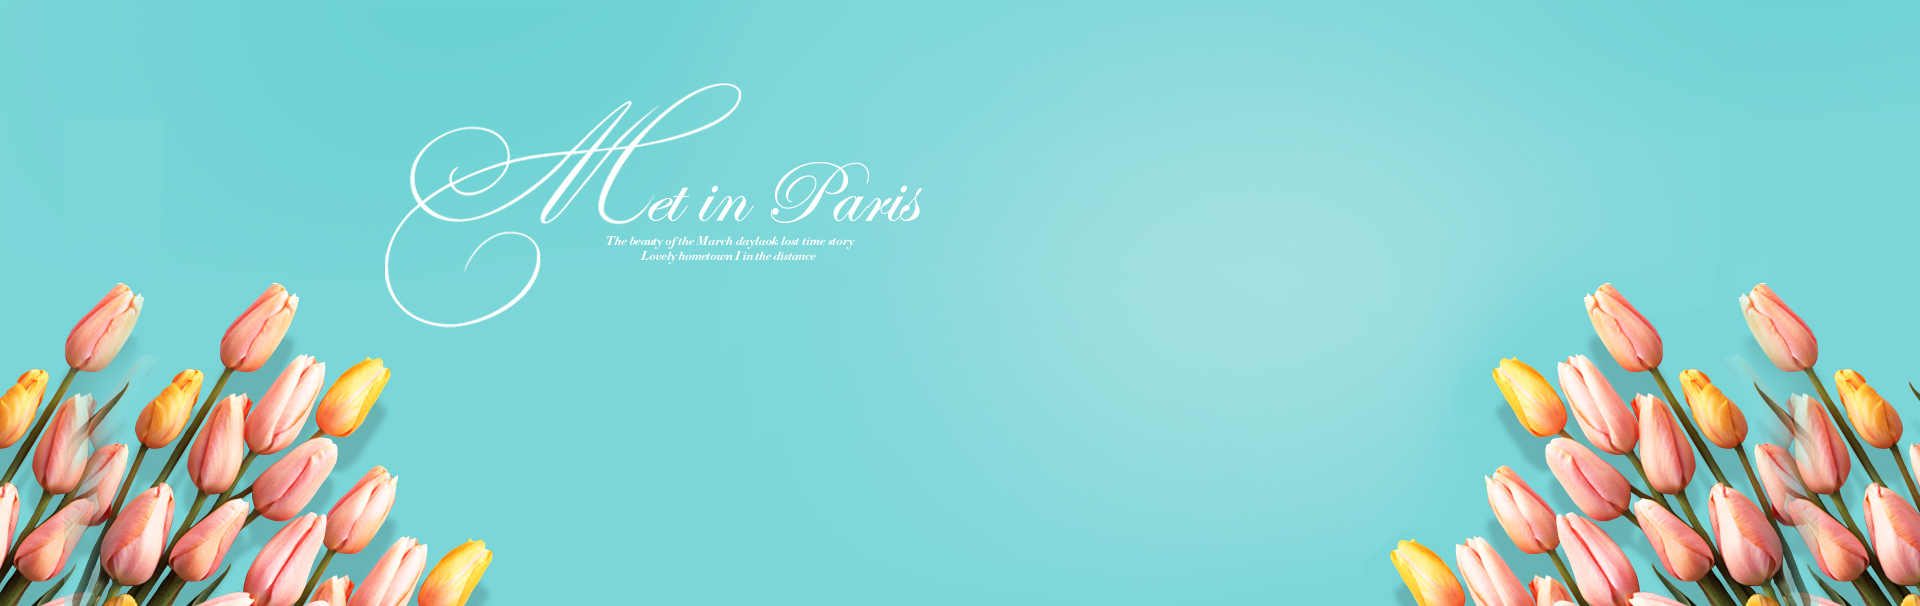 Met in Paris
The beauty of the March daylaok lost time story
Lovely hometown I in the distance